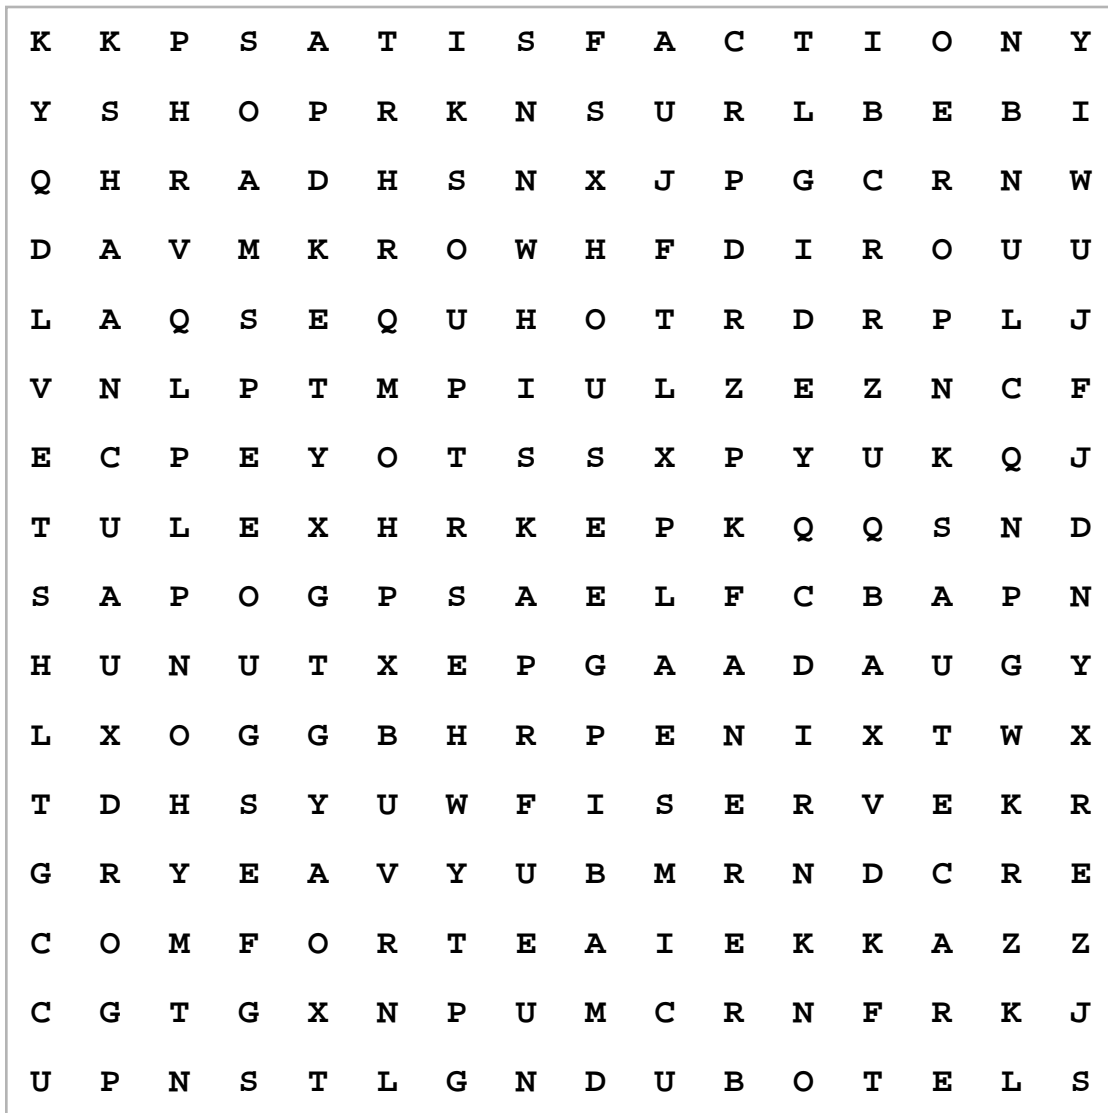 K K P S A T I S F A C T I O N Y
Y S H O P R K N S U R L B E B I
Q H R A D H S N X J P G C R N W
D A V M K R O W H F D I R O U U
L A Q S E Q U H O T R D R P L J
V N L P T M P I U L Z E Z N C F
E C P E Y O T S S X P Y U K Q J
T U L E X H R K E P K Q Q S N D
S A P O G P S A E L F C B A P N
H U N U T X E P G A A D A U G Y
L X O G G B H R P E N I X T W X
T D H S Y U W F I S E R V E K R
G R Y E A V Y U B M R N D C R E
C O M F O R T E A I E K K A Z Z
C G T G X N P U M C R N F R K J
U P N S T L G N D U B O T E L S